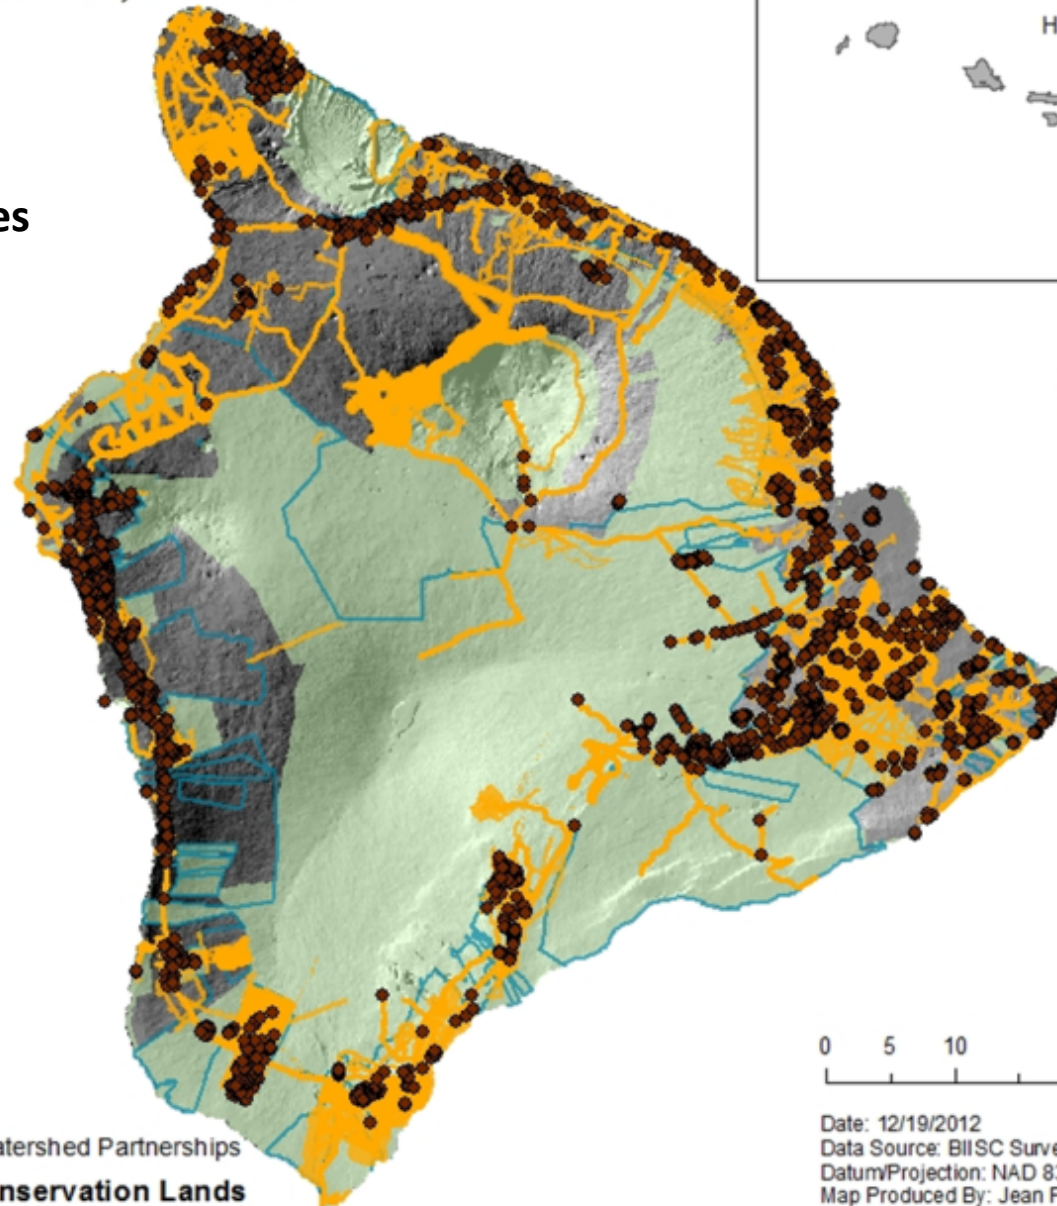 es
H
0 5 10
atershed Partnerships
nservation Lands
Date: 12/19/2012
Data Source: BIISC Surve
Datum/Projection: NAD 83
Map Produced By: Jean F